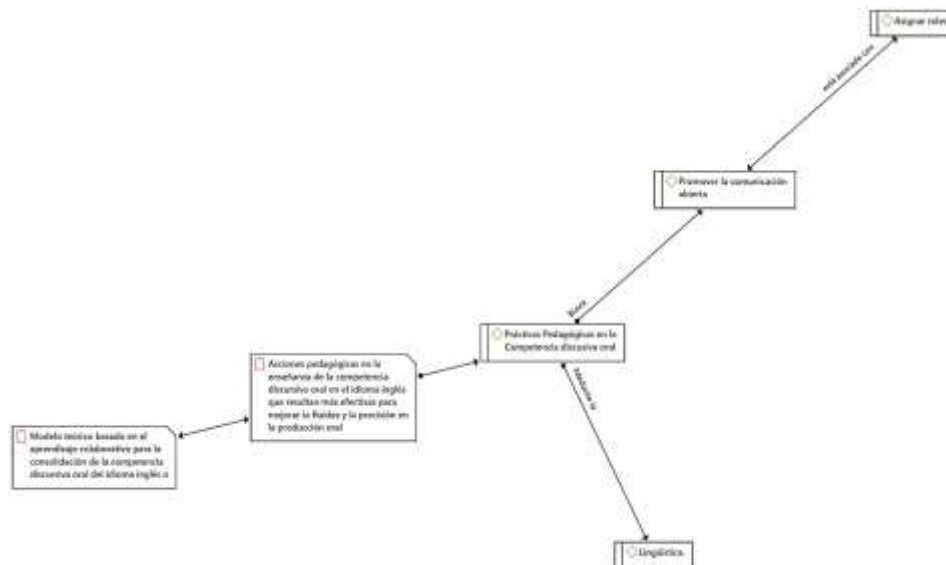 Asignar roles
está asociado con
Promover la comunicación
abierta
Busca
Prácticas Pedagógicas en la
Competencia discusiva oral
Mediante la
Acciones pedagógicas en la
enseñanza de la competencia
discursiva oral en el idioma inglés
que resultan más efectivas para
mejorar la fluidez y la precisión en
la producción oral
Modelo teórico basado en el
aprendizaje colaborativo para la
consolidación de la competencia
discursiva oral del idioma inglés a
Lingüística.